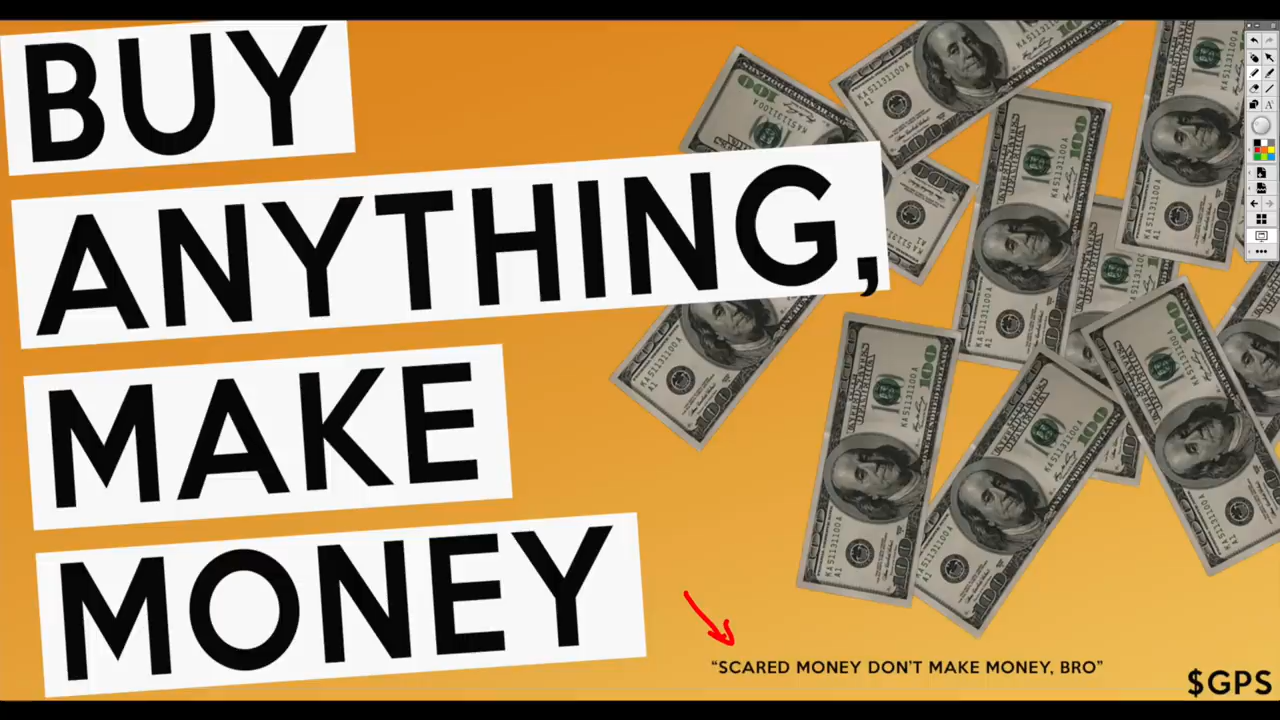 BUY
ANYTHING,
MAKE
MONEY
“SCARED MONEY DON’T MAKE MONEY, BRO”
$GPS